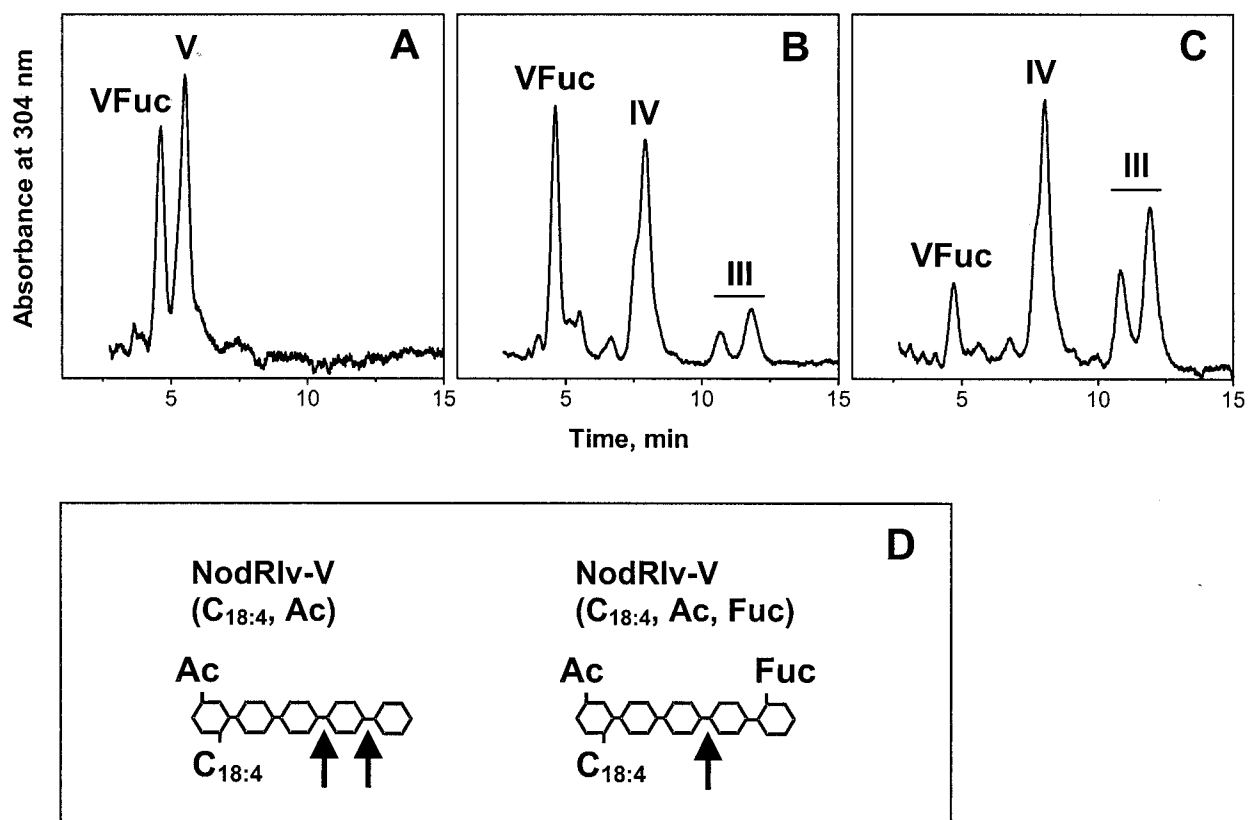 Absorbance at 304 nm
A
VFuc
V
5
10
15
B
VFuc
IV
III
5
10
15
C
VFuc
IV
III
5
10
15
Time, min
D
NodRlv-V
(C18:4, Ac)
Ac
C18:4
NodRlv-V
(C18:4, Ac, Fuc)
Ac
Fuc
C18:4